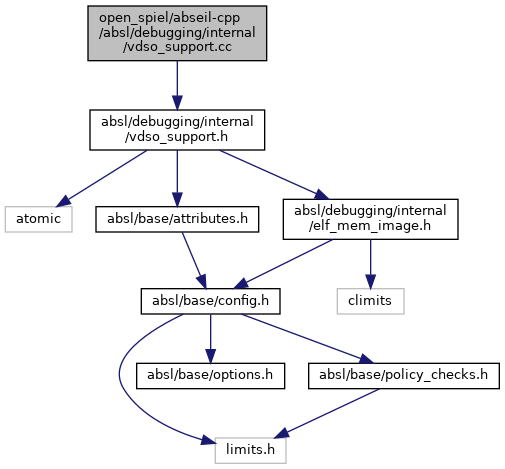 open_spiel/abseil-cpp
/absl/debugging/internal
/vdso_support.cc
absl/debugging/internal
/vdso_support.h
atomic
absl/base/attributes.h
absl/debugging/internal
/elf_mem_image.h
absl/base/config.h
climits
absl/base/options.h
absl/base/policy_checks.h
limits.h